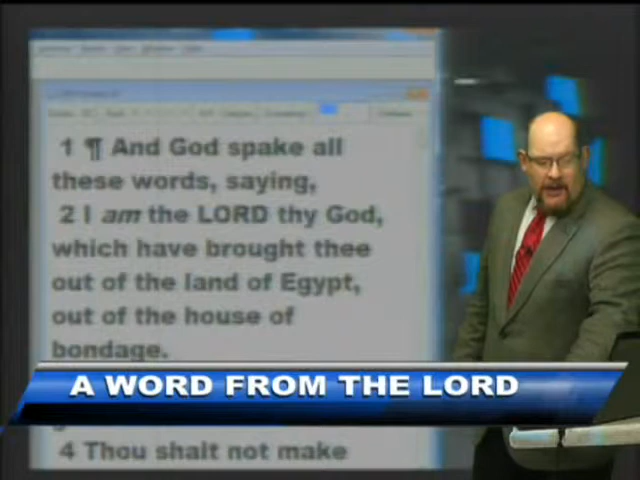 1 ¶ And God spake all
these words, saying,
2 I am the LORD thy God,
which have brought thee
out of the land of Egypt,
out of the house of
bondage.
A WORD FROM THE LORD
4 Thou shalt not make